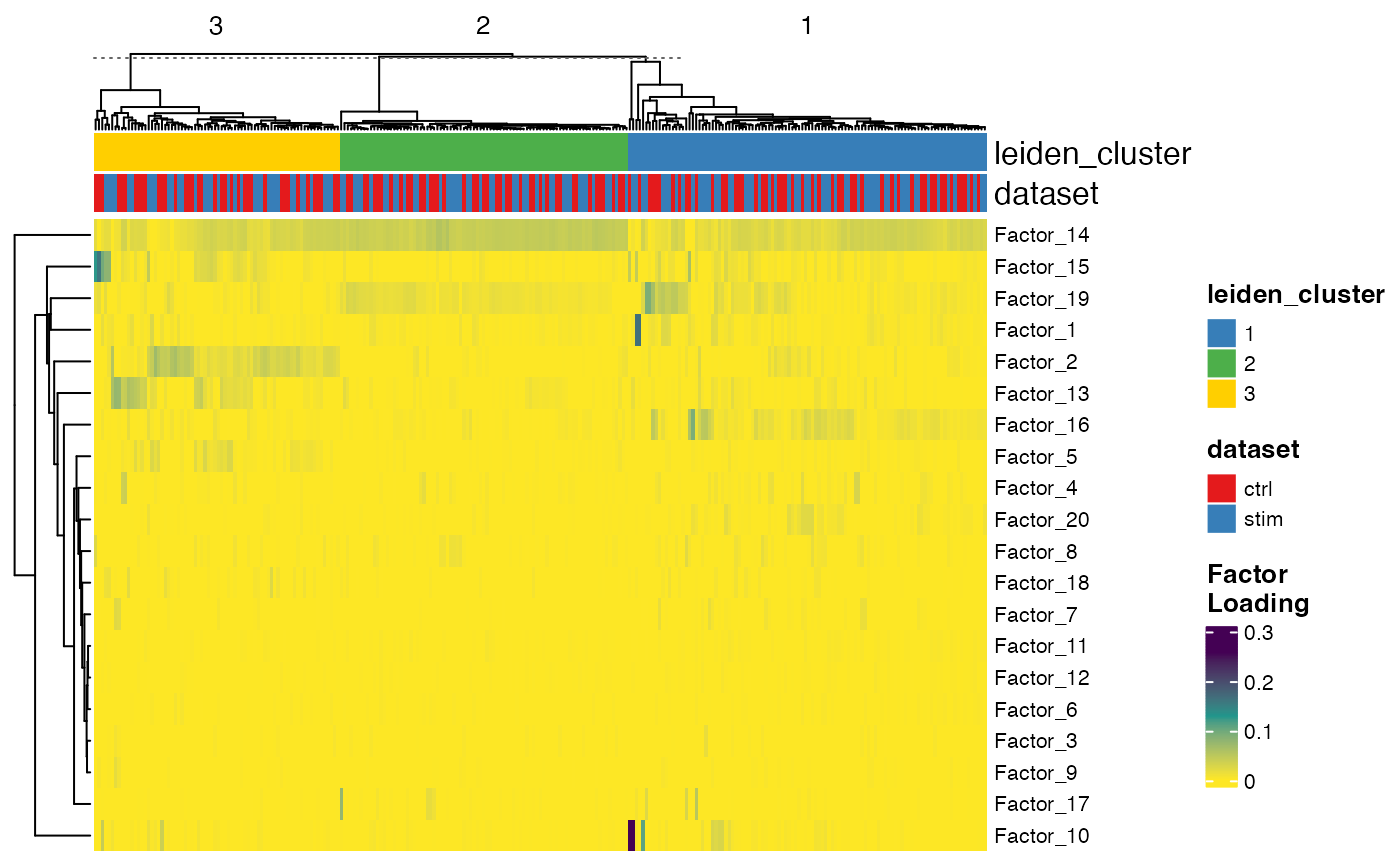 3 2 1
leiden_cluster
dataset
Factor_14
Factor_15
Factor_19
Factor_1
Factor_2
Factor_13
Factor_16
Factor_5
Factor_4
Factor_20
Factor_8
Factor_18
Factor_7
Factor_11
Factor_12
Factor_6
Factor_3
Factor_9
Factor_17
Factor_10
leiden_cluster
1
2
3
dataset
ctrl
stim
Factor
Loading
0.3
0.2
0.1
0